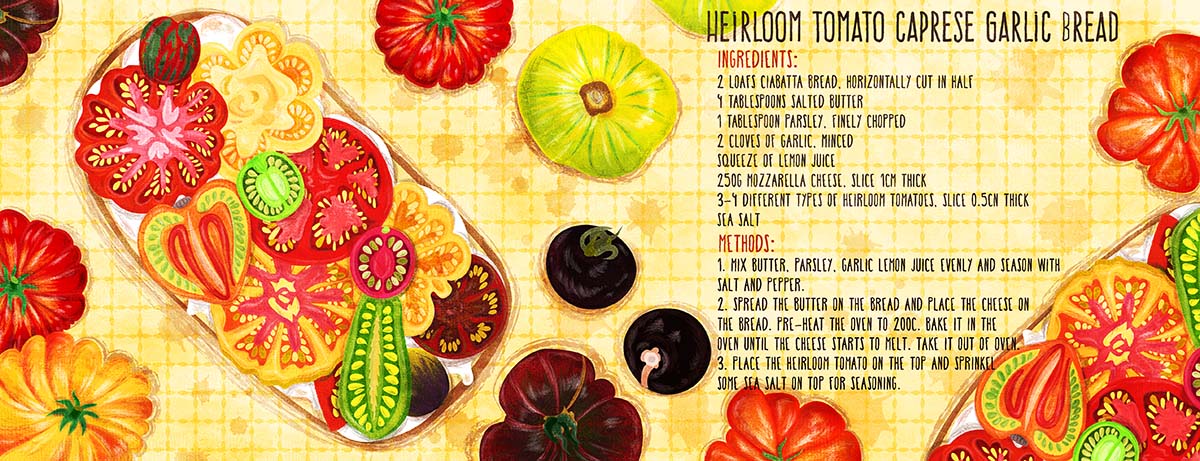 HEIRLOOM TOMATO CAPRESE GARLIC BREAD
INGREDIENTS:
2 LOAFS CIABATTA BREAD, HORIZONTALLY CUT IN HALF
4 TABLESPOONS SALTED BUTTER
1 TABLESPOON PARSLEY, FINELY CHOPPED
2 CLOVES OF GARLIC, MINCED
SQUEEZE OF LEMON JUICE
250G MOZZARELLA CHEESE, SLICE 1CM THICK
3-4 DIFFERENT TYPES OF HEIRLOOM TOMATOES, SLICE 0.5CN THICK
SEA SALT
METHODS:
1. MIX BUTTER, PARSLEY, GARLIC LEMON JUICE EVENLY AND SEASON WITH
SALT AND PEPPER.
2. SPREAD THE BUTTER ON THE BREAD AND PLACE THE CHEESE ON
THE BREAD. PRE-HEAT THE OVEN TO 200C. BAKE IT IN THE
OVEN UNTIL THE CHEESE STARTS TO MELT. TAKE IT OUT OF OVEN.
3. PLACE THE HEIRLOOM TOMATO ON THE TOP AND SPRINKEL
SOME SEA SALT ON TOP FOR SEASONING.